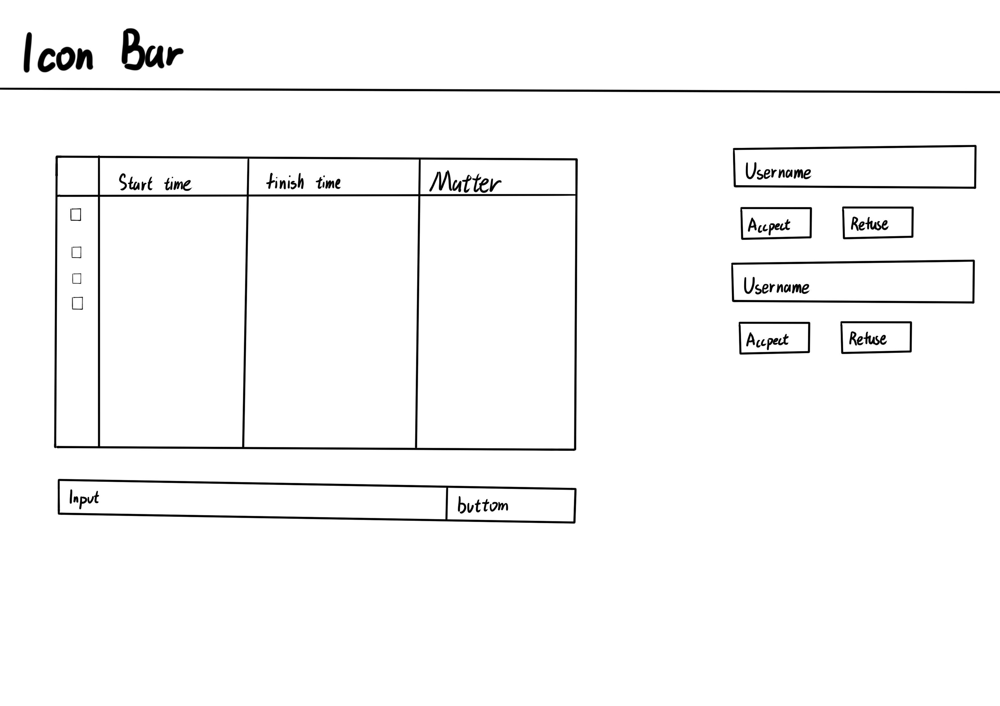 Icon Bar
Start time finish time Matter
Username
Accpect Refuse
Username
Accpect Refuse
Input buttom